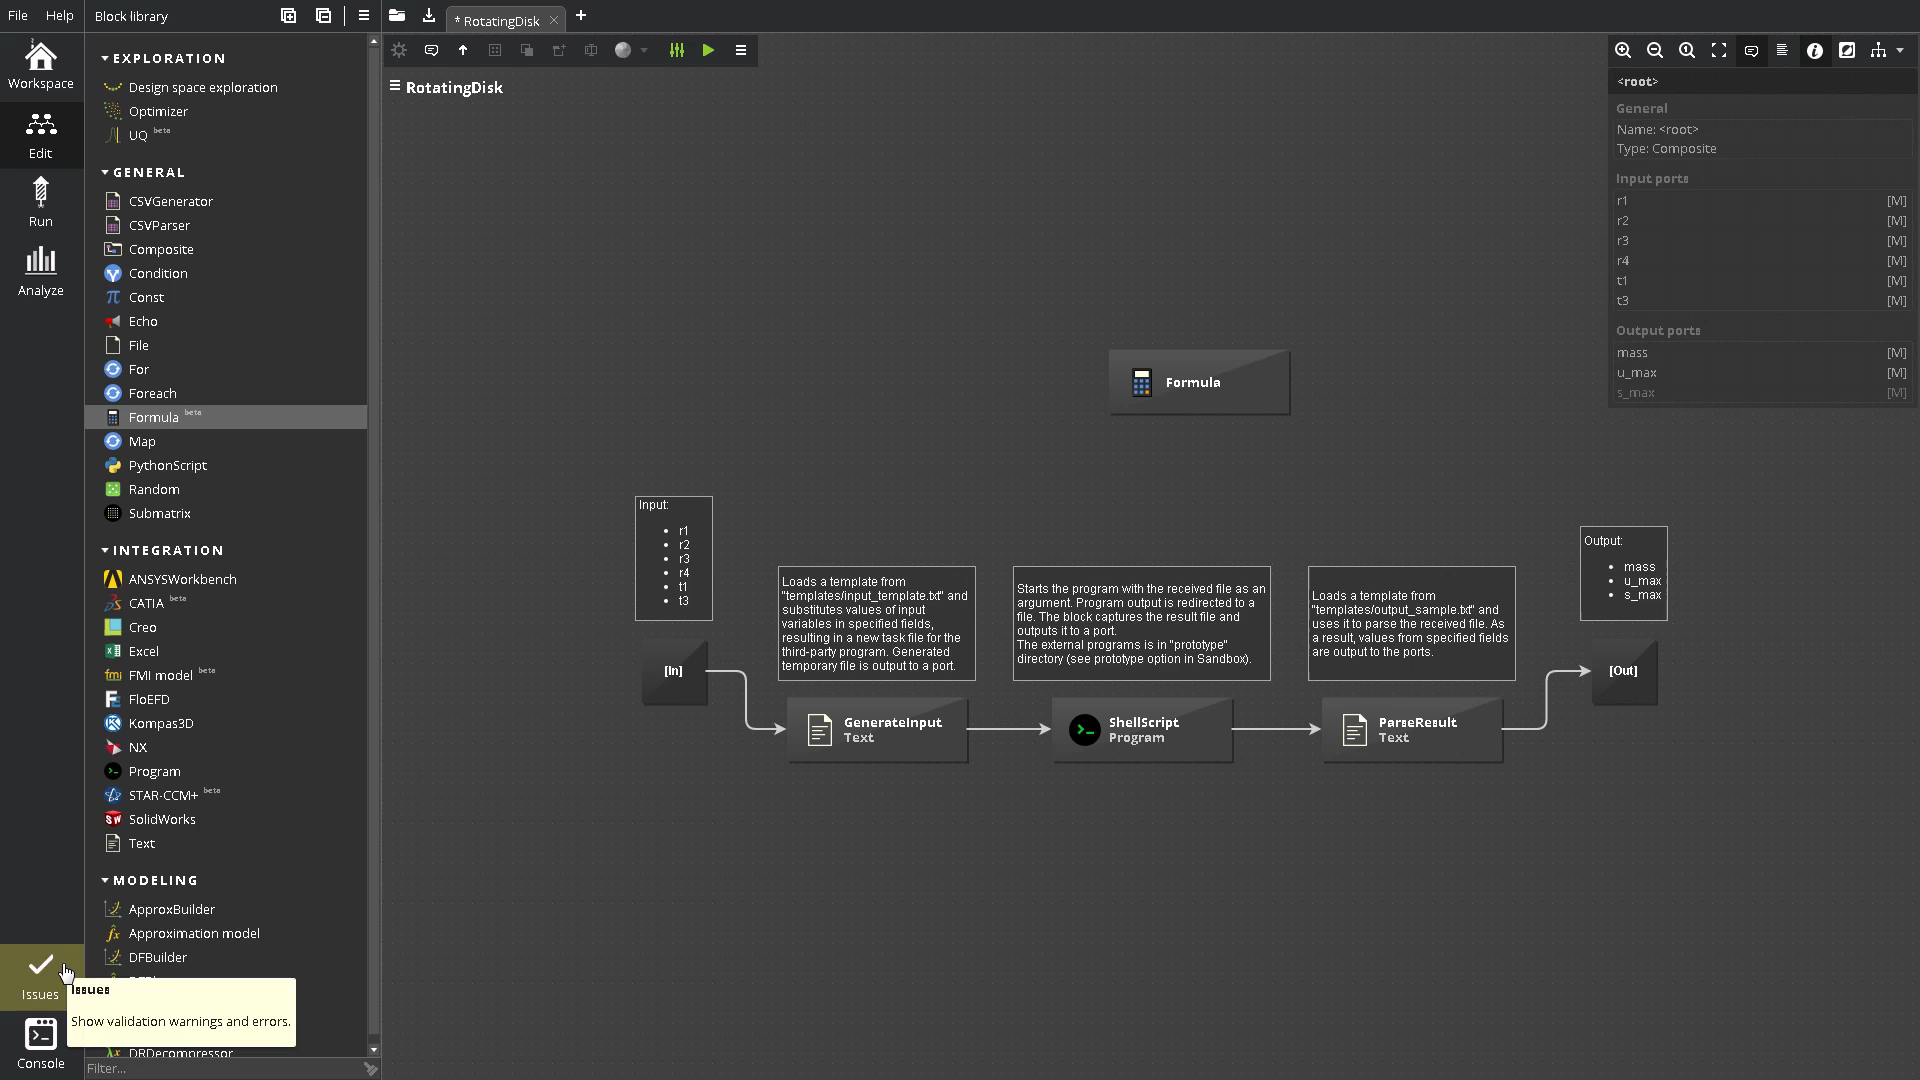 File Help
Block library
* RotatingDisk
Workspace
Edit
Run
Analyze
Issues
Console
EXPLORATION
Design space exploration
Optimizer
UQ beta
GENERAL
CSVGenerator
CSVParser
Composite
Condition
Const
Echo
File
For
Foreach
Formula beta
Map
PythonScript
Random
Submatrix
INTEGRATION
ANSYSWorkbench
CATIA beta
Creo
Excel
FMI model beta
FloEFD
Kompas3D
NX
Program
STAR-CCM+ beta
SolidWorks
Text
MODELING
ApproxBuilder
Approximation model
DFBuilder
Issues
Show validation warnings and errors.
DRDecompressor
Filter...
RotatingDisk
Formula
Input:
r1
r2
r3
r4
t1
t3
[In]
Loads a template from
"templates/input_template.txt" and
substitutes values of input
variables in specified fields,
resulting in a new task file for the
third-party program. Generated
temporary file is output to a port.
GenerateInput
Text
Starts the program with the received file as an
argument. Program output is redirected to a
file. The block captures the result file and
outputs it to a port.
The external programs is in "prototype"
directory (see prototype option in Sandbox).
ShellScript
Program
Loads a template from
"templates/output_sample.txt" and
uses it to parse the received file. As
a result, values from specified fields
are output to the ports.
ParseResult
Text
Output:
mass
u_max
s_max
[Out]
<root>
General
Name: <root>
Type: Composite
Input ports
r1 [M]
r2 [M]
r3 [M]
r4 [M]
t1 [M]
t3 [M]
Output ports
mass [M]
u_max [M]
s_max [M]